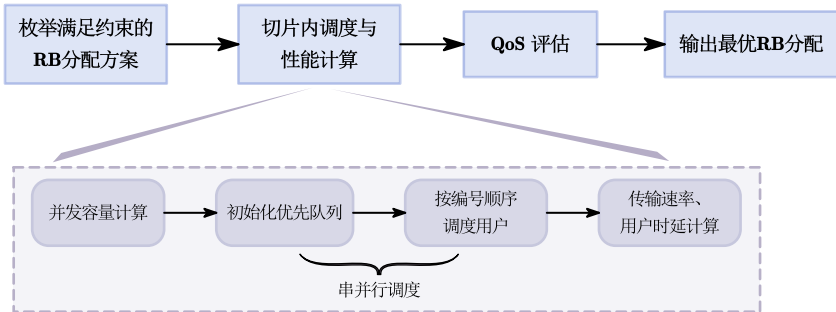 枚举满足约束的
RB分配方案
切片内调度与
性能计算
QoS 评估
输出最优RB分配
并发容量计算
初始化优先队列
按编号顺序
调度用户
传输速率、
用户时延计算
串并行调度